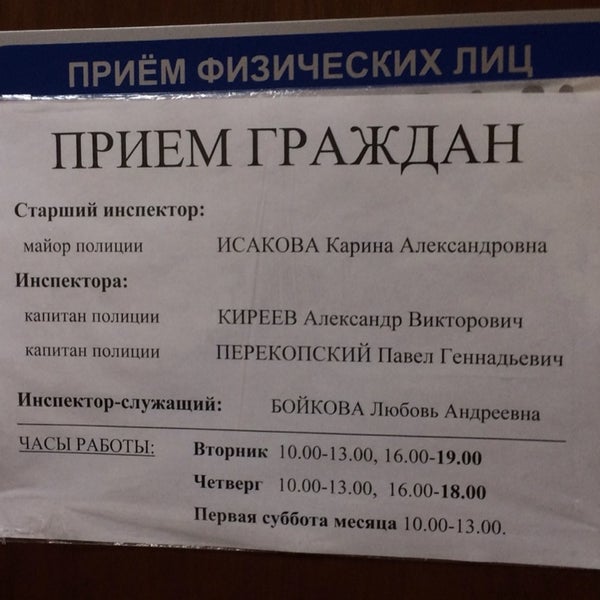 ПРИЁМ ФИЗИЧЕСКИХ ЛИЦ
ПРИЕМ ГРАЖДАН
Старший инспектор:
майор полиции ИСАКОВА Карина Александровна
Инспектора:
капитан полиции КИРЕЕВ Александр Викторович
капитан полиции ПЕРЕКОПСКИЙ Павел Геннадьевич
Инспектор-служащий: БОЙКОВА Любовь Андреевна
ЧАСЫ РАБОТЫ: Вторник 10.00-13.00, 16.00-19.00
Четверг 10.00-13.00, 16.00-18.00
Первая суббота месяца 10.00-13.00.